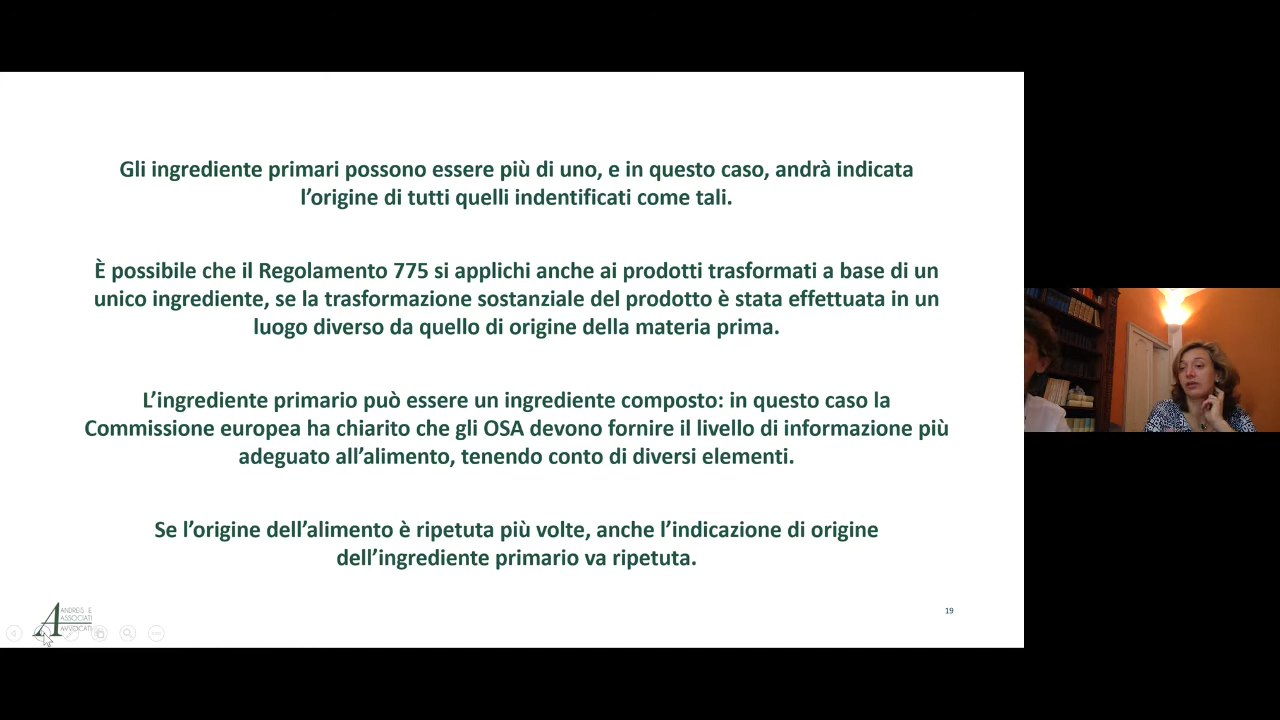 Gli ingrediente primari possono essere più di uno, e in questo caso, andrà indicata
l’origine di tutti quelli indentificati come tali.
È possibile che il Regolamento 775 si applichi anche ai prodotti trasformati a base di un
unico ingrediente, se la trasformazione sostanziale del prodotto è stata effettuata in un
luogo diverso da quello di origine della materia prima.
L’ingrediente primario può essere un ingrediente composto: in questo caso la
Commissione europea ha chiarito che gli OSA devono fornire il livello di informazione più
adeguato all’alimento, tenendo conto di diversi elementi.
Se l’origine dell’alimento è ripetuta più volte, anche l’indicazione di origine
dell’ingrediente primario va ripetuta.
A
ANDREIS E
ASSOCIATI
AVVOCATI
19